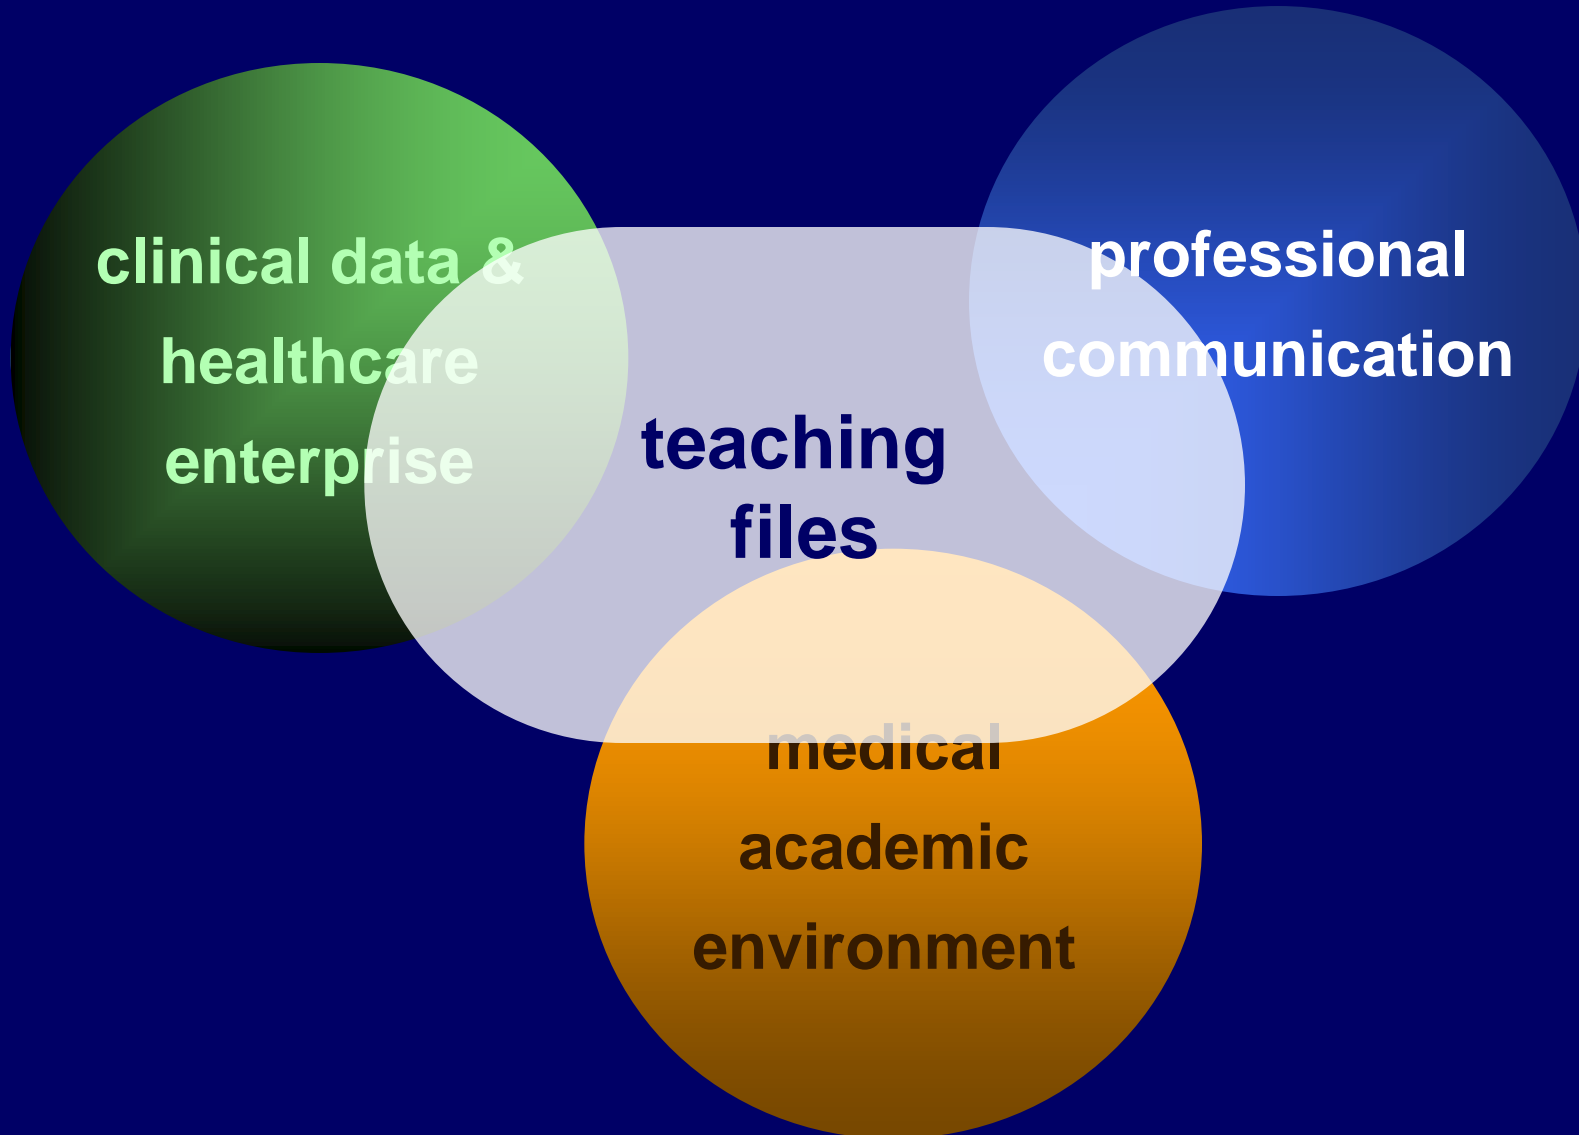 clinical data &
healthcare
enterprise
professional
communication
teaching
files
medical
academic
environment